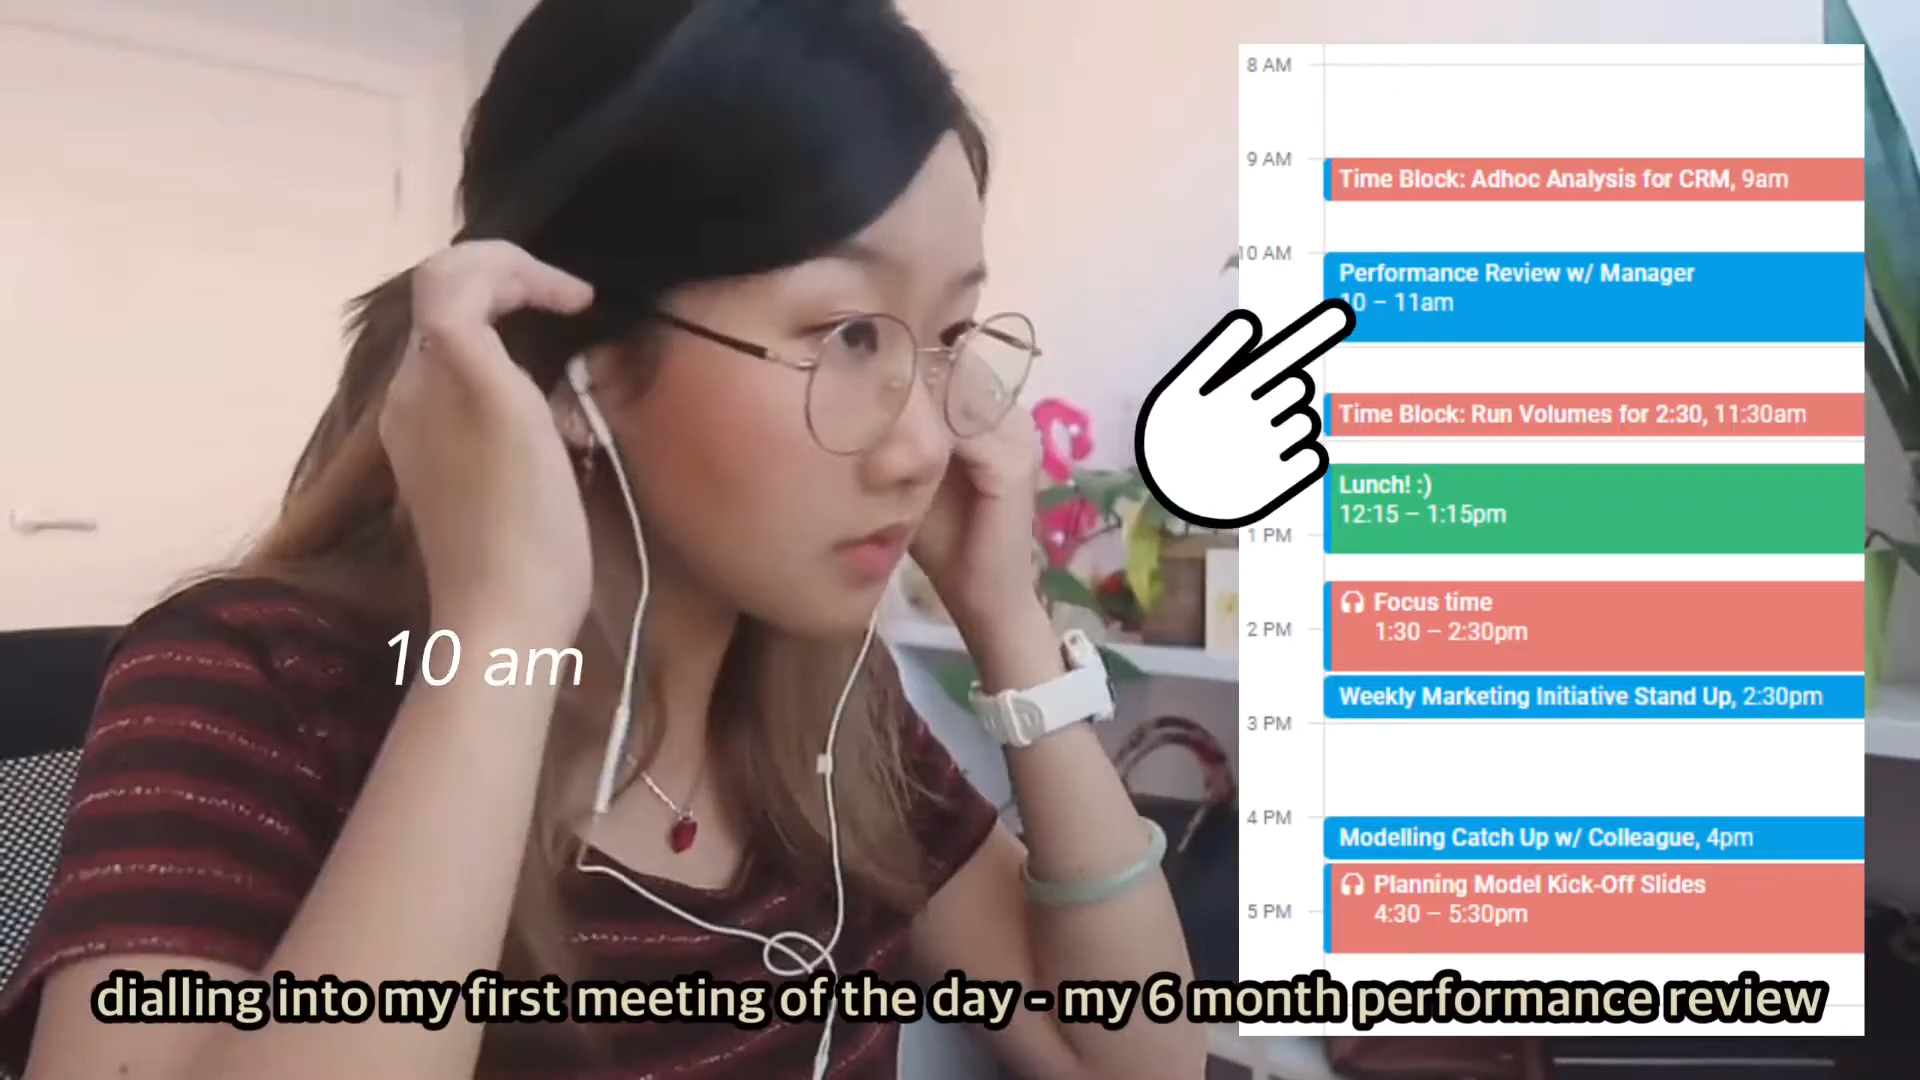 8 AM
9 AM
Time Block: Adhoc Analysis for CRM, 9am
10 AM
Performance Review w/ Manager
10 – 11am
Time Block: Run Volumes for 2:30, 11:30am
Lunch! :)
12:15 – 1:15pm
1 PM
Focus time
1:30 – 2:30pm
2 PM
Weekly Marketing Initiative Stand Up, 2:30pm
3 PM
4 PM
Modelling Catch Up w/ Colleague, 4pm
Planning Model Kick-Off Slides
4:30 – 5:30pm
5 PM
10 am
dialling into my first meeting of the day - my 6 month performance review